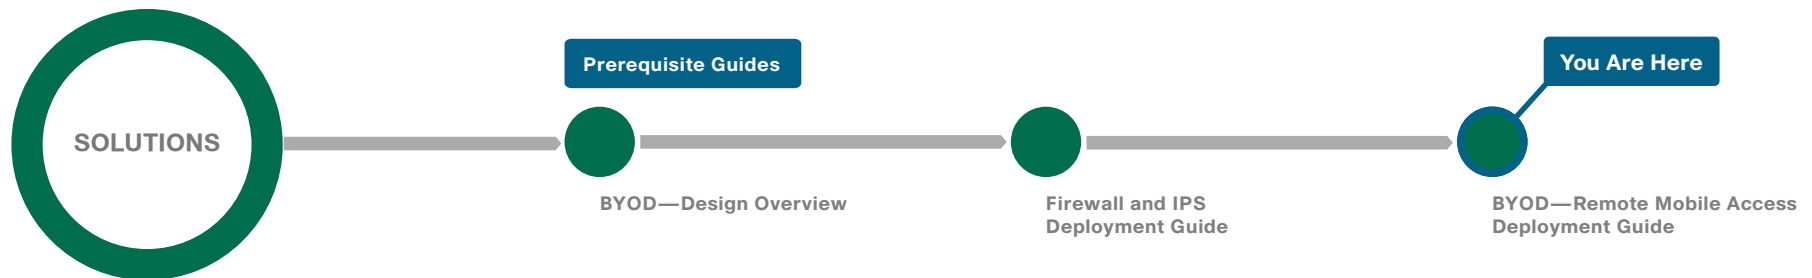 SOLUTIONS
Prerequisite Guides
BYOD—Design Overview
Firewall and IPS
Deployment Guide
You Are Here
BYOD—Remote Mobile Access
Deployment Guide